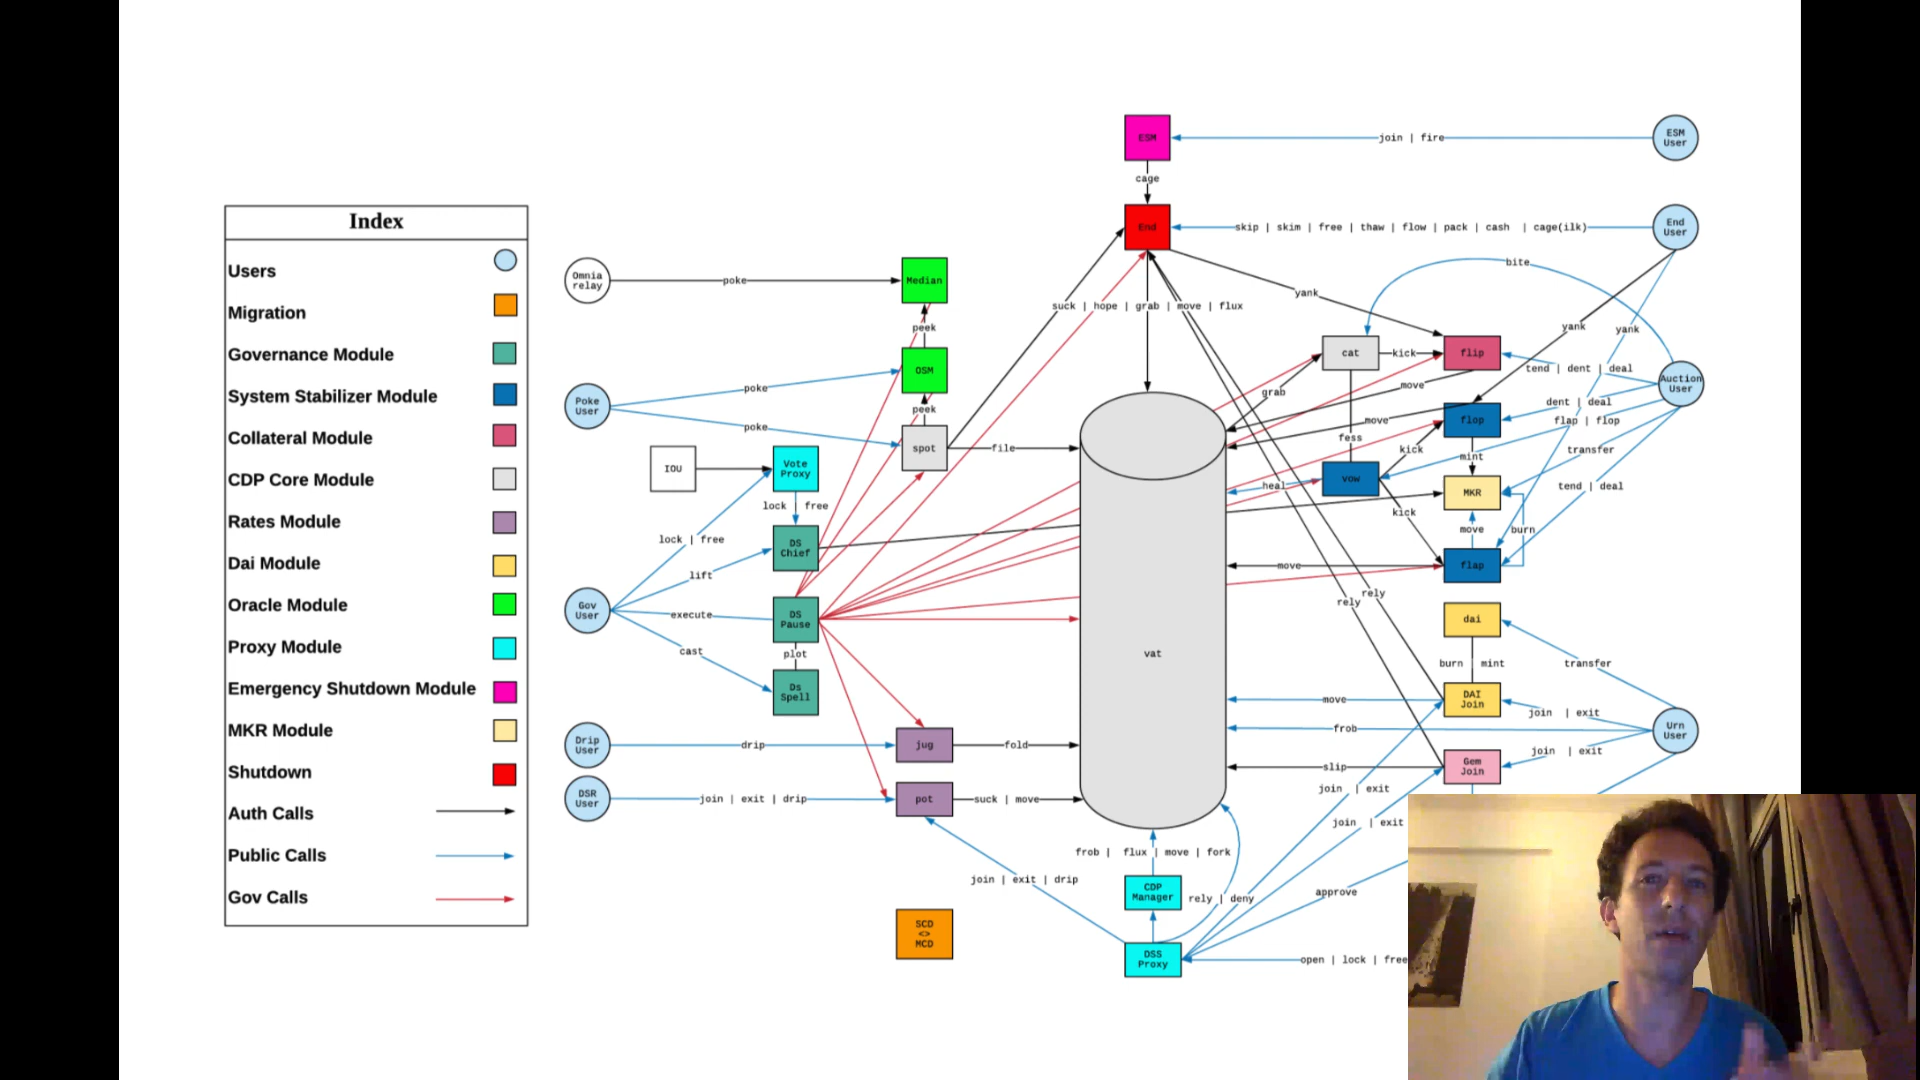 Index
Users
Migration
Governance Module
System Stabilizer Module
Collateral Module
CDP Core Module
Rates Module
Dai Module
Oracle Module
Proxy Module
Emergency Shutdown Module
MKR Module
Shutdown
Auth Calls
Public Calls
Gov Calls
Omnia
relay
poke
Median
peek
OSM
peek
spot
Poke
User
poke
poke
file
IOU
Vote
Proxy
lock | free
DS
Chief
lock | free
lift
Gov
User
execute
cast
DS
Pause
plot
Ds
Spell
Drip
User
drip
jug
fold
DSR
User
join | exit | drip
pot
suck | move
join | exit | drip
SCD
<>
MCD
ESM
cage
join | fire
ESM
User
End
skip | skim | free | thaw | flow | pack | cash | cage(ilk)
End
User
suck | hope | grab | move | flux
yank
bite
yank
yank
cat
kick
flip
grab
move
tend | dent | deal
Auction
User
move
flop
dent | deal
flap | flop
fess
kick
mint
transfer
heal
vow
MKR
tend | deal
kick
move
burn
move
flap
rely
rely
vat
dai
burn | mint
transfer
DAI
Join
move
join | exit
frob
Urn
User
join | exit
slip
Gem
Join
join | exit
join | exit
frob | flux | move | fork
CDP
Manager
rely | deny
approve
DSS
Proxy
open | lock | free